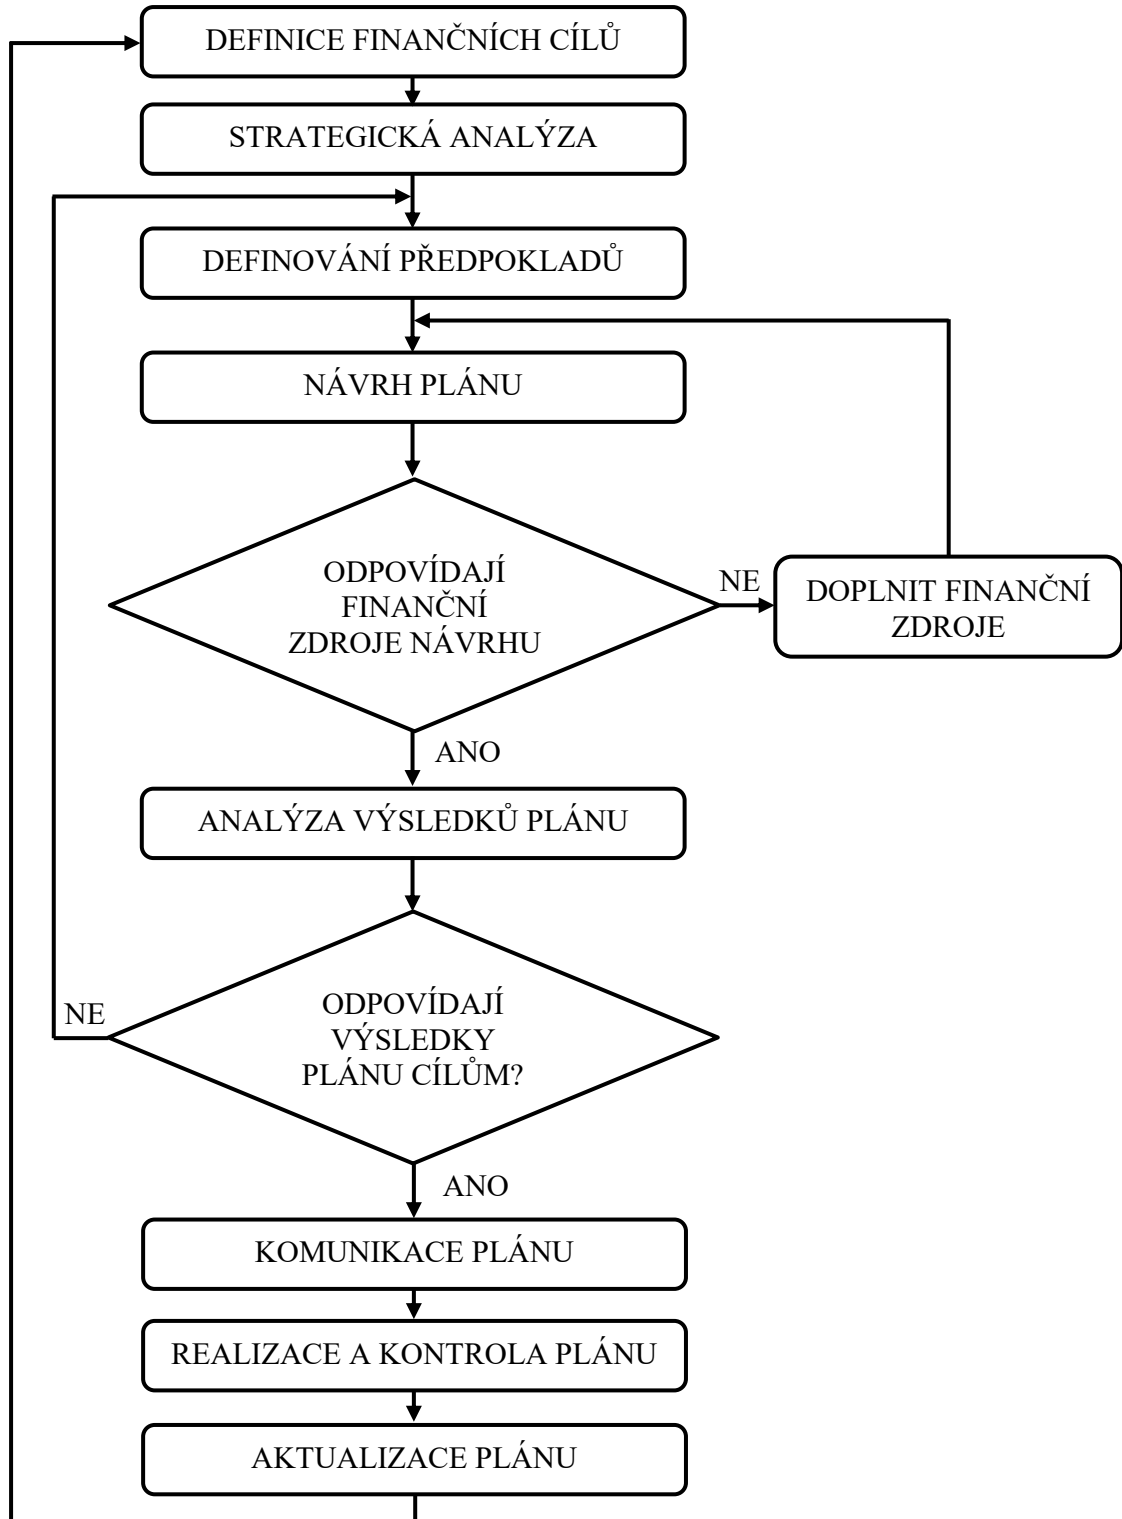 DEFINICE FINANČNÍCH CÍLŮ
STRATEGICKÁ ANALÝZA
DEFINOVÁNÍ PŘEDPOKLADŮ
NÁVRH PLÁNU
ODPOVÍDAJÍ
FINANČNÍ
ZDROJE NÁVRHU
NE
DOPLNIT FINANČNÍ
ZDROJE
ANO
ANALÝZA VÝSLEDKŮ PLÁNU
NE
ODPOVÍDAJÍ
VÝSLEDKY
PLÁNU CÍLŮM?
ANO
KOMUNIKACE PLÁNU
REALIZACE A KONTROLA PLÁNU
AKTUALIZACE PLÁNU